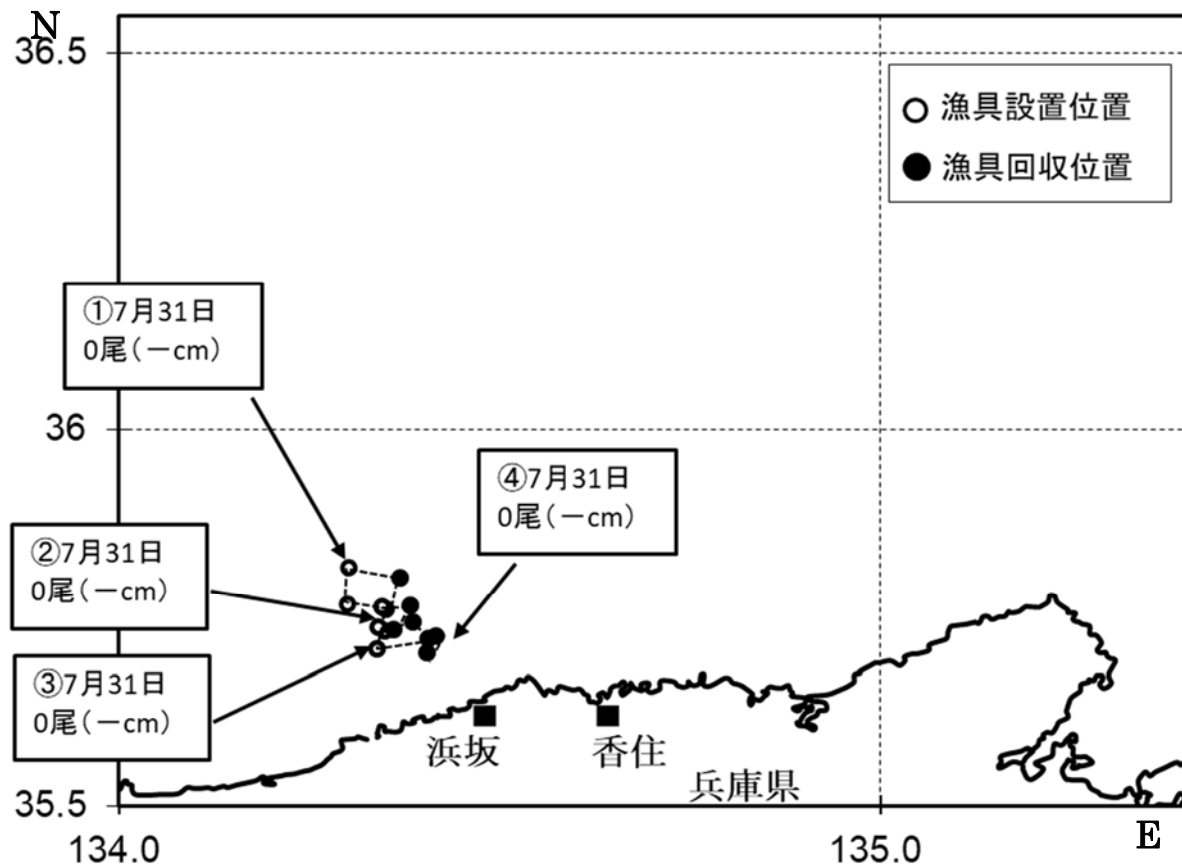 N
36.5
漁具設置位置
漁具回収位置
①7月31日
0尾(－cm)
36
④7月31日
0尾(－cm)
②7月31日
0尾(－cm)
③7月31日
0尾(－cm)
浜坂
香住
兵庫県
35.5
134.0
135.0
E